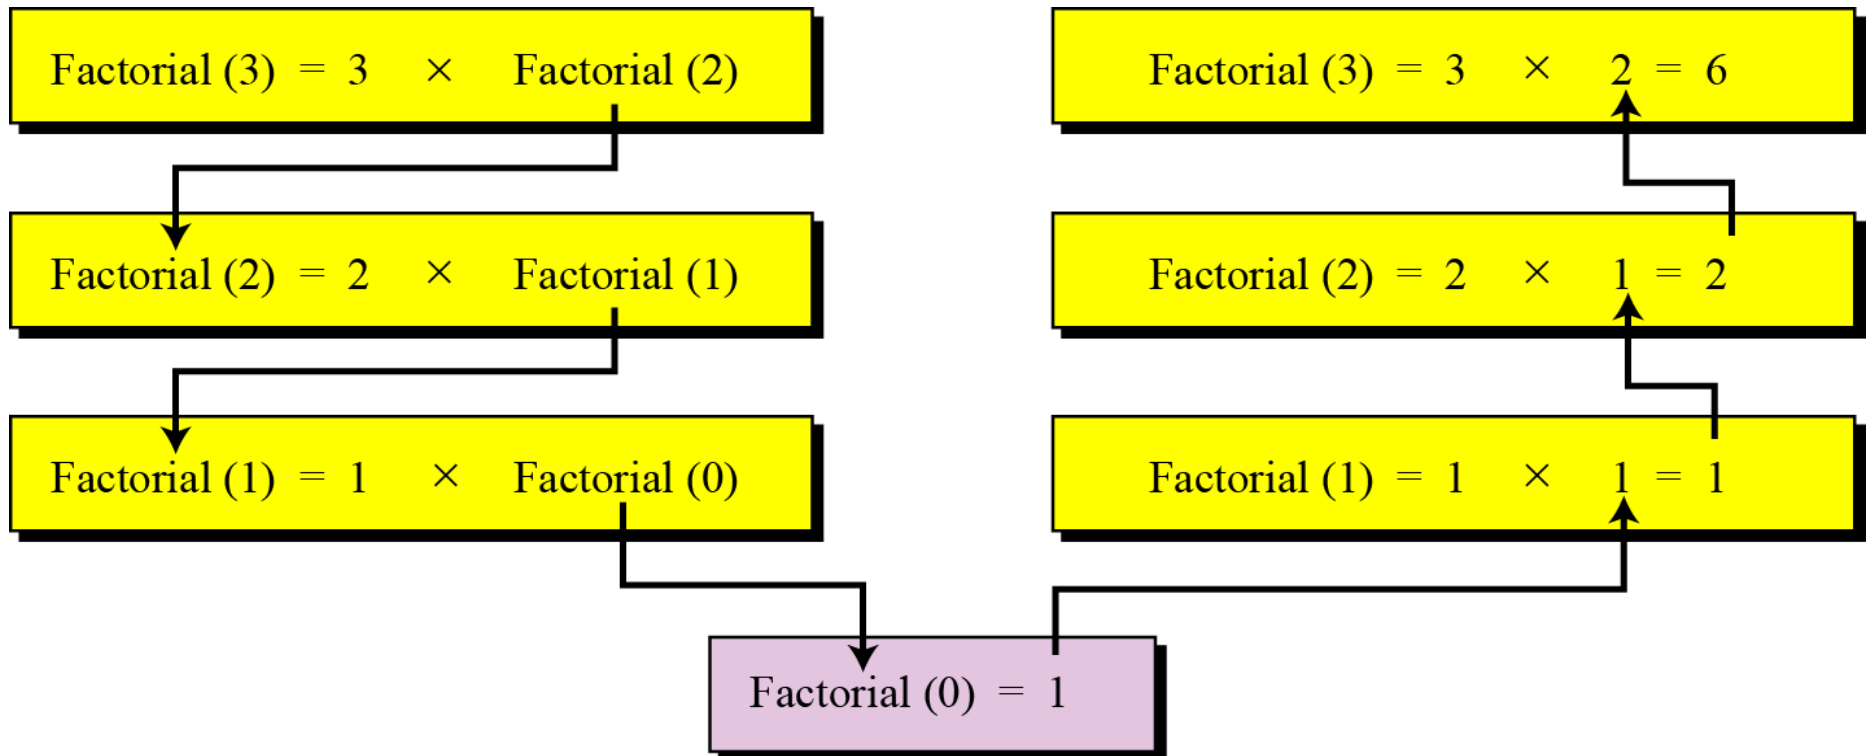 Factorial (3) = 3 × Factorial (2)
Factorial (2) = 2 × Factorial (1)
Factorial (1) = 1 × Factorial (0)
Factorial (0) = 1
Factorial (3) = 3 × 2 = 6
Factorial (2) = 2 × 1 = 2
Factorial (1) = 1 × 1 = 1